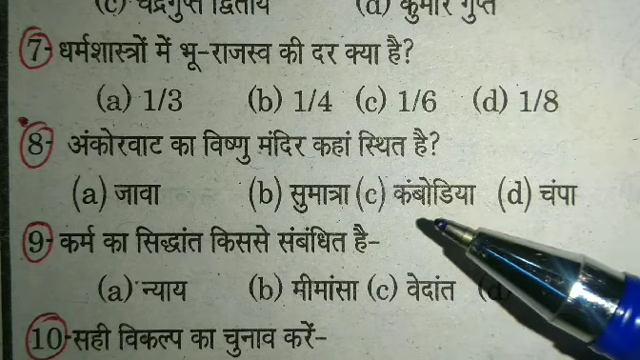 (c) चंद्रगुप्त द्वितीय (d) कुमार गुप्त
7- धर्मशास्त्रों में भू-राजस्व की दर क्या है?
(a) 1/3 (b) 1/4 (c) 1/6 (d) 1/8
8- अंकोरवाट का विष्णु मंदिर कहां स्थित है?
(a) जावा (b) सुमात्रा (c) कंबोडिया (d) चंपा
9- कर्म का सिद्धांत किससे संबंधित है-
(a) न्याय (b) मीमांसा (c) वेदांत (d)
10-सही विकल्प का चुनाव करें-